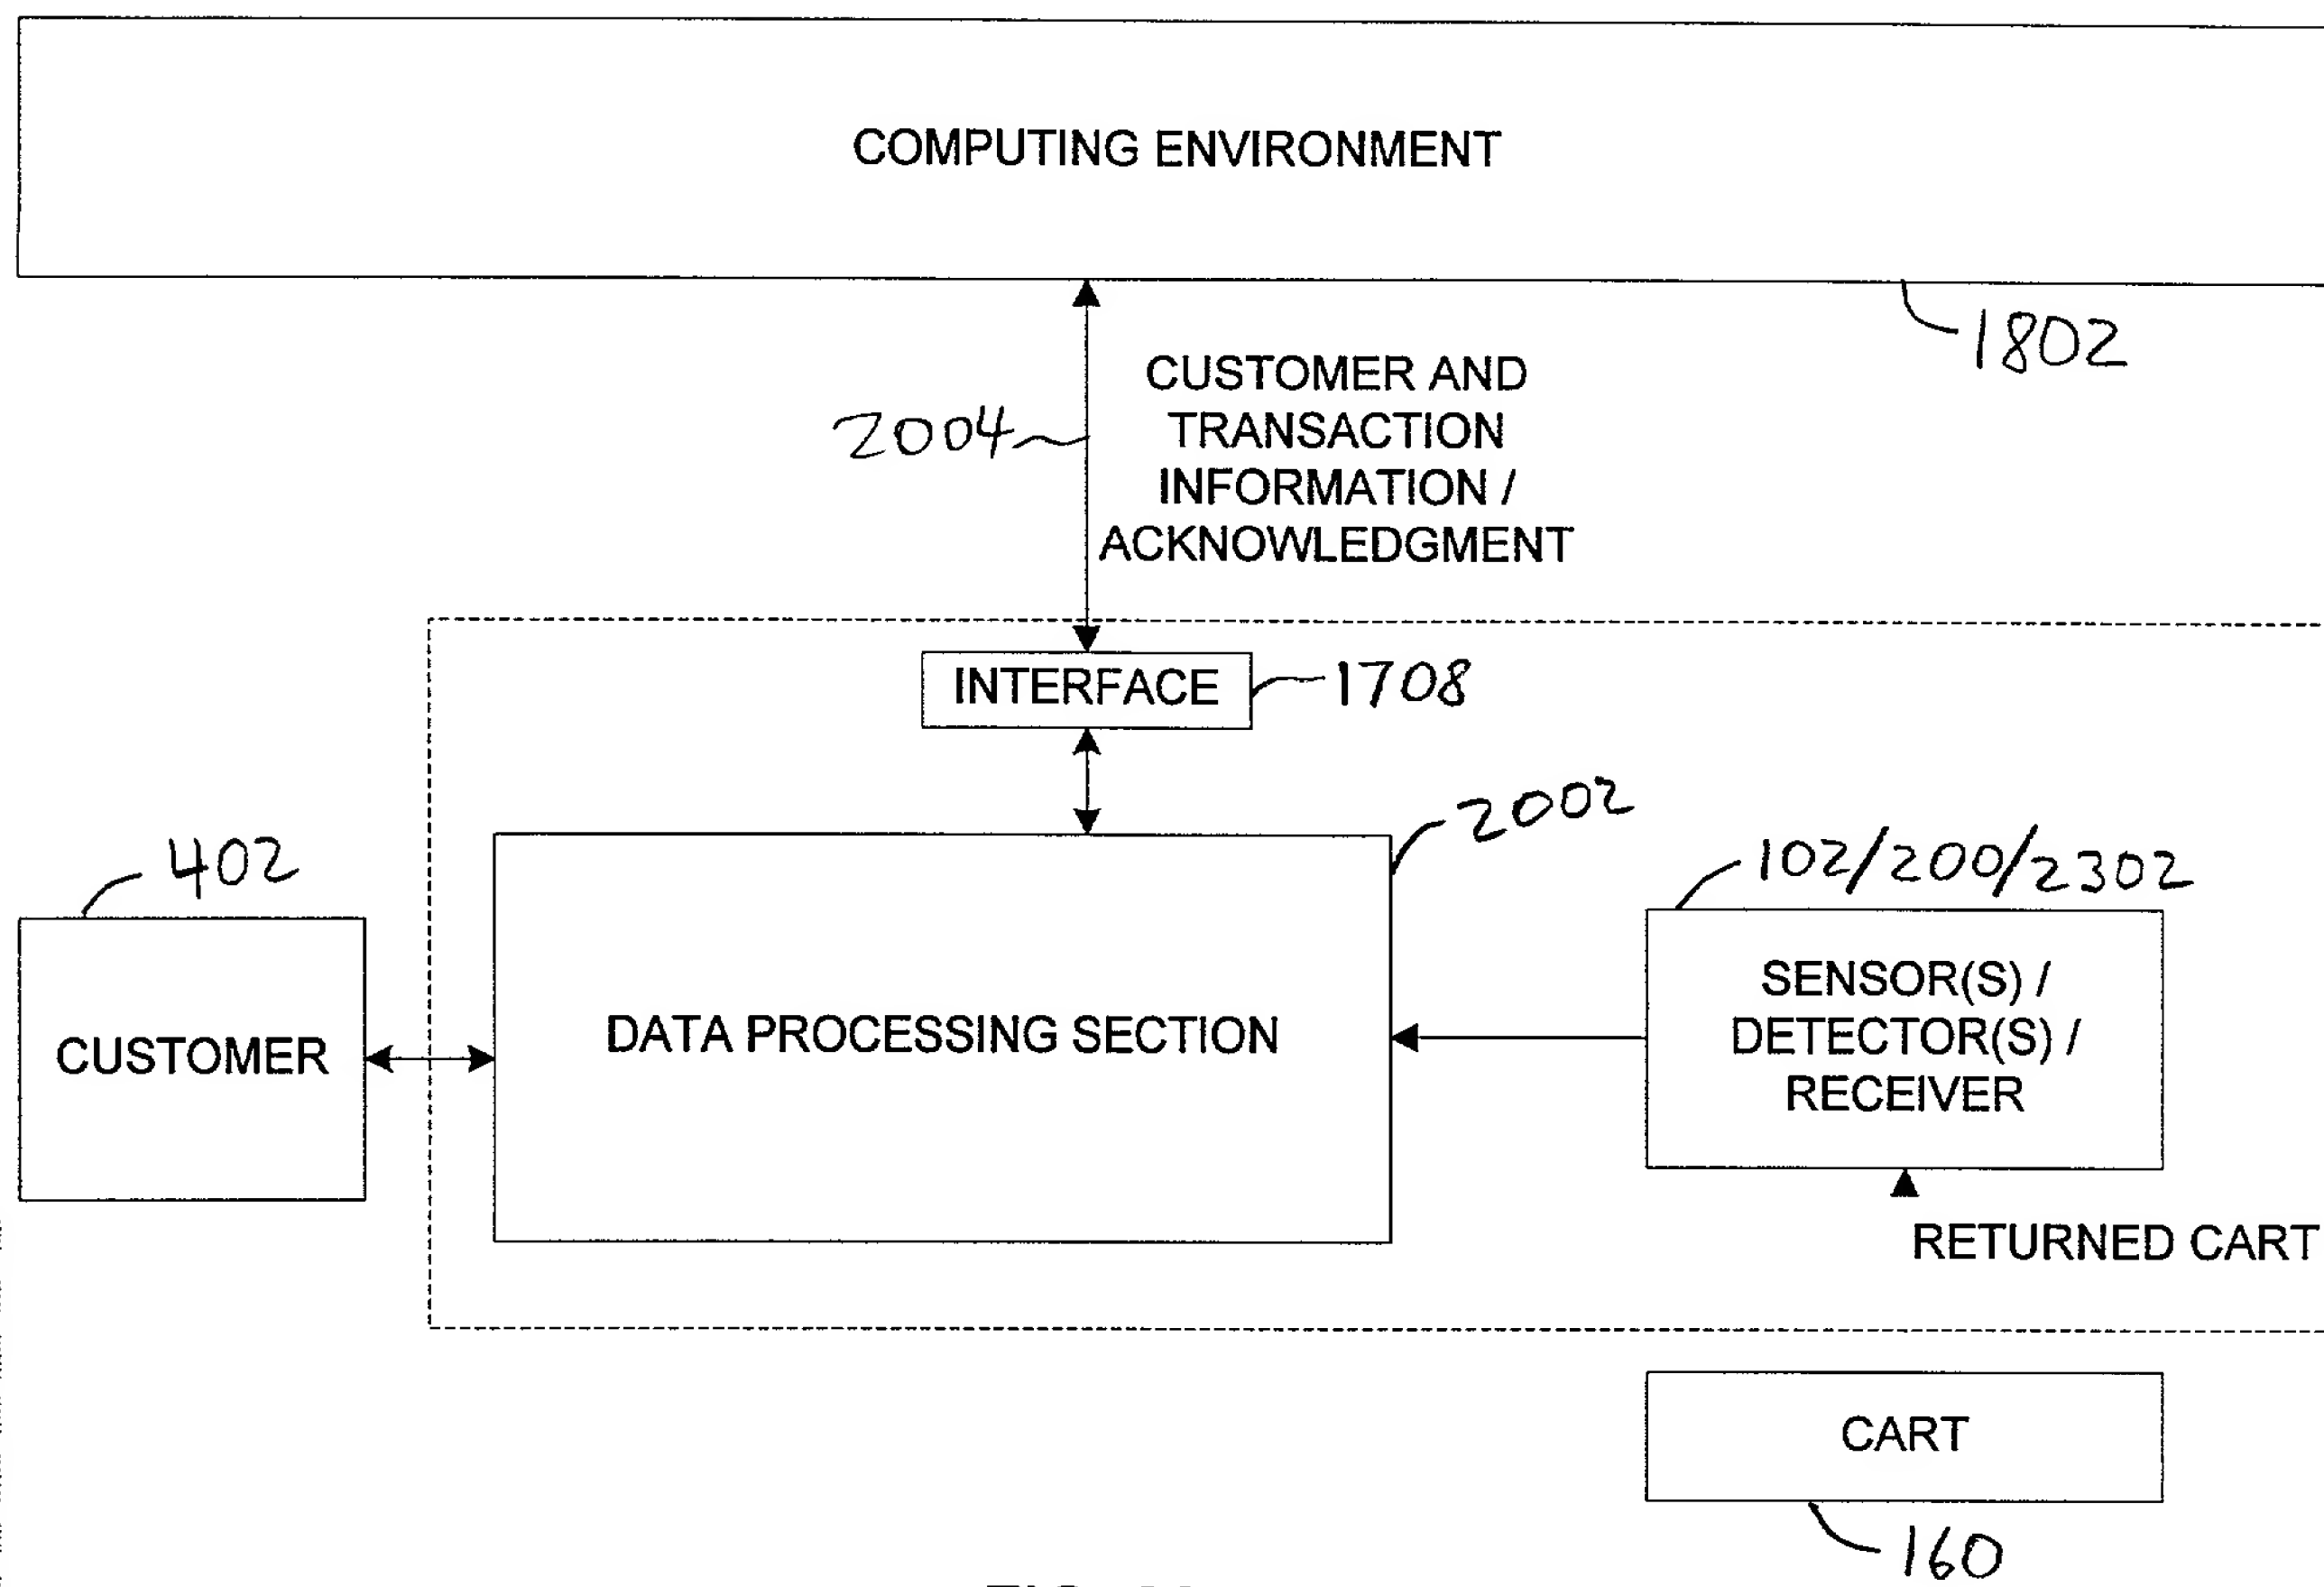 COMPUTING ENVIRONMENT
1802
CUSTOMER AND
TRANSACTION
INFORMATION /
ACKNOWLEDGMENT
2004
INTERFACE
1708
2002
402
102/200/2302
CUSTOMER
DATA PROCESSING SECTION
SENSOR(S) /
DETECTOR(S) /
RECEIVER
RETURNED CART
CART
160